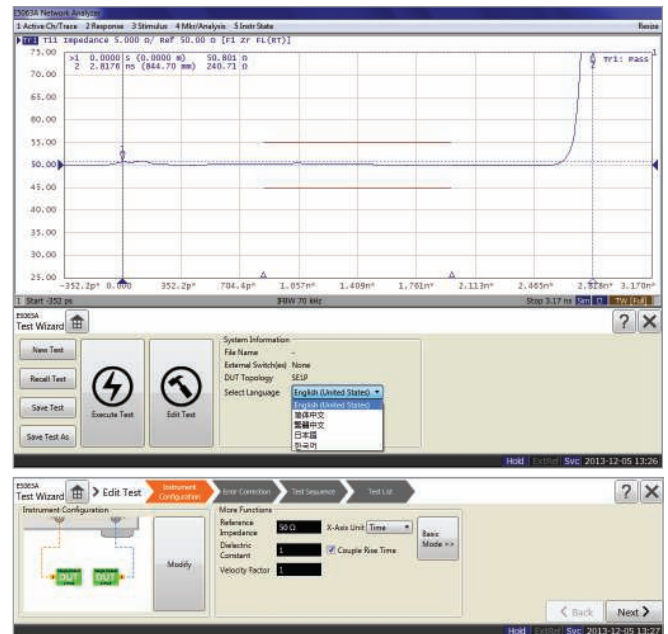 E5063A Network Analyzer
1 Active Ch/Trace 2 Response 3 Stimulus 4 Mkr/Analysis 5 Instr State Resize
Tr1 T11 Impedance 5.000 Ω/ Ref 50.00 Ω [F1 Zr FL(RT)]
75.00 >1 0.0000 s (0.0000 m) 50.801 Ω Tr1: Pass 1
2 2.8176 ns (844.70 mm) 240.71 Ω
70.00
65.00
60.00
55.00
50.00
45.00
40.00
35.00
30.00
25.00
-352.2p* 0.000 352.2p* 704.4p* 1.057n* 1.409n* 1.761n* 2.113n* 2.465n* 2.818n* 3.170n*
1 Start -352 ps IFBW 70 kHz Stop 3.17 ns Sim TW [Full]
E5063A
Test Wizard
New Test
Recall Test
Save Test
Save Test As
Execute Test
Edit Test
System Information
File Name -
External Switch(es) None
DUT Topology SE1P
Select Language English (United States)
English (United States)
简体中文
繁體中文
日本語
한국어
Hold ExtRef Svc 2013-12-05 13:26
E5063A
Test Wizard > Edit Test Instrument Configuration Error Correction Test Sequence Test List ?
Instrument Configuration
DUT DUT
Modify
More Functions
Reference Impedance 50 Ω X-Axis Unit Time
Dielectric Constant 1 Couple Rise Time
Velocity Factor 1
Basic Mode >>
< Back Next >
Hold ExtRef Svc 2013-12-05 13:27